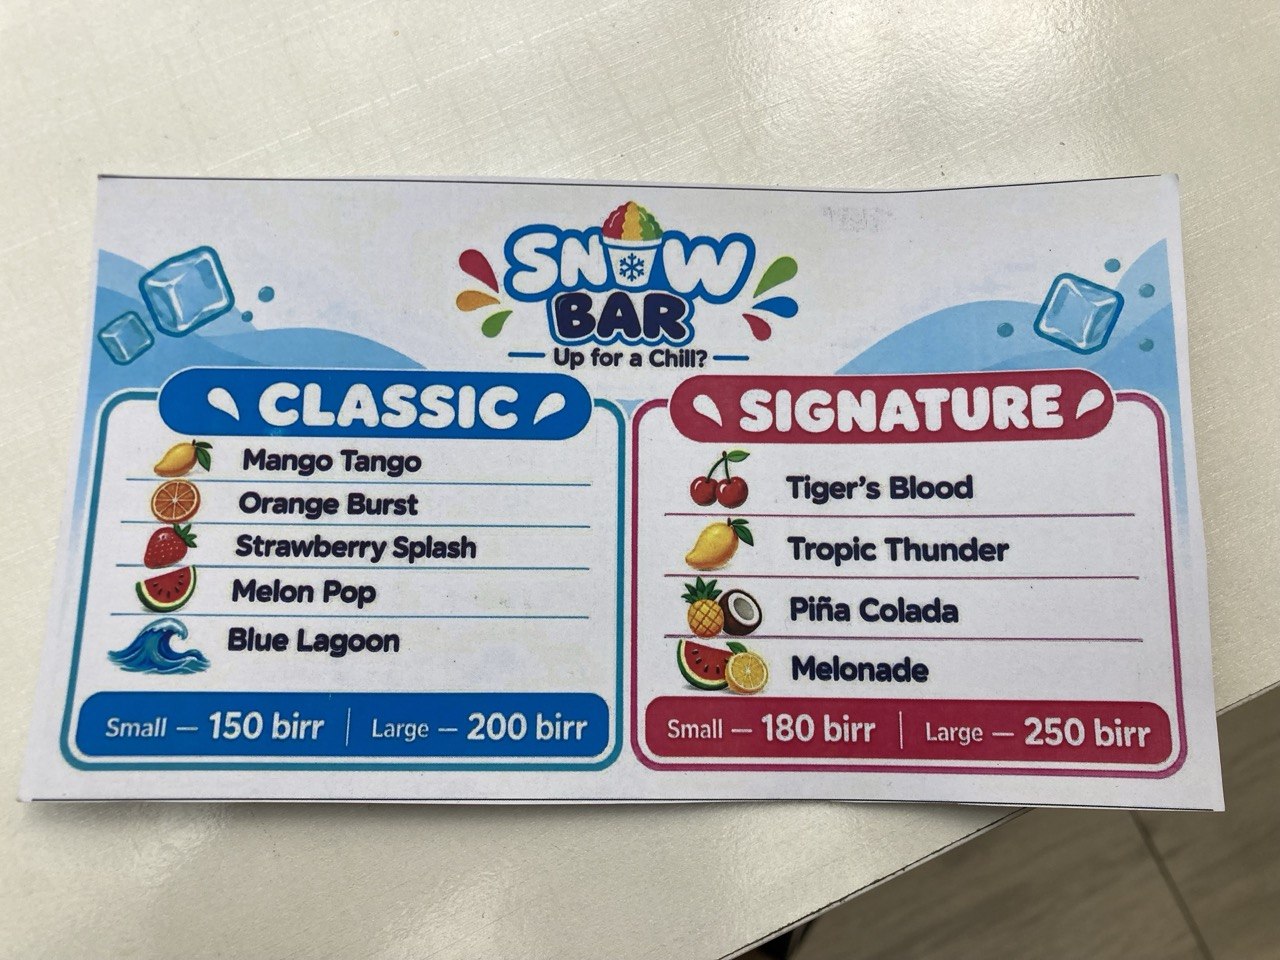 SNOW
BAR
Up for a Chill?
CLASSIC
Mango Tango
Orange Burst
Strawberry Splash
Melon Pop
Blue Lagoon
Small — 150 birr | Large — 200 birr
SIGNATURE
Tiger's Blood
Tropic Thunder
Piña Colada
Melonade
Small — 180 birr | Large — 250 birr